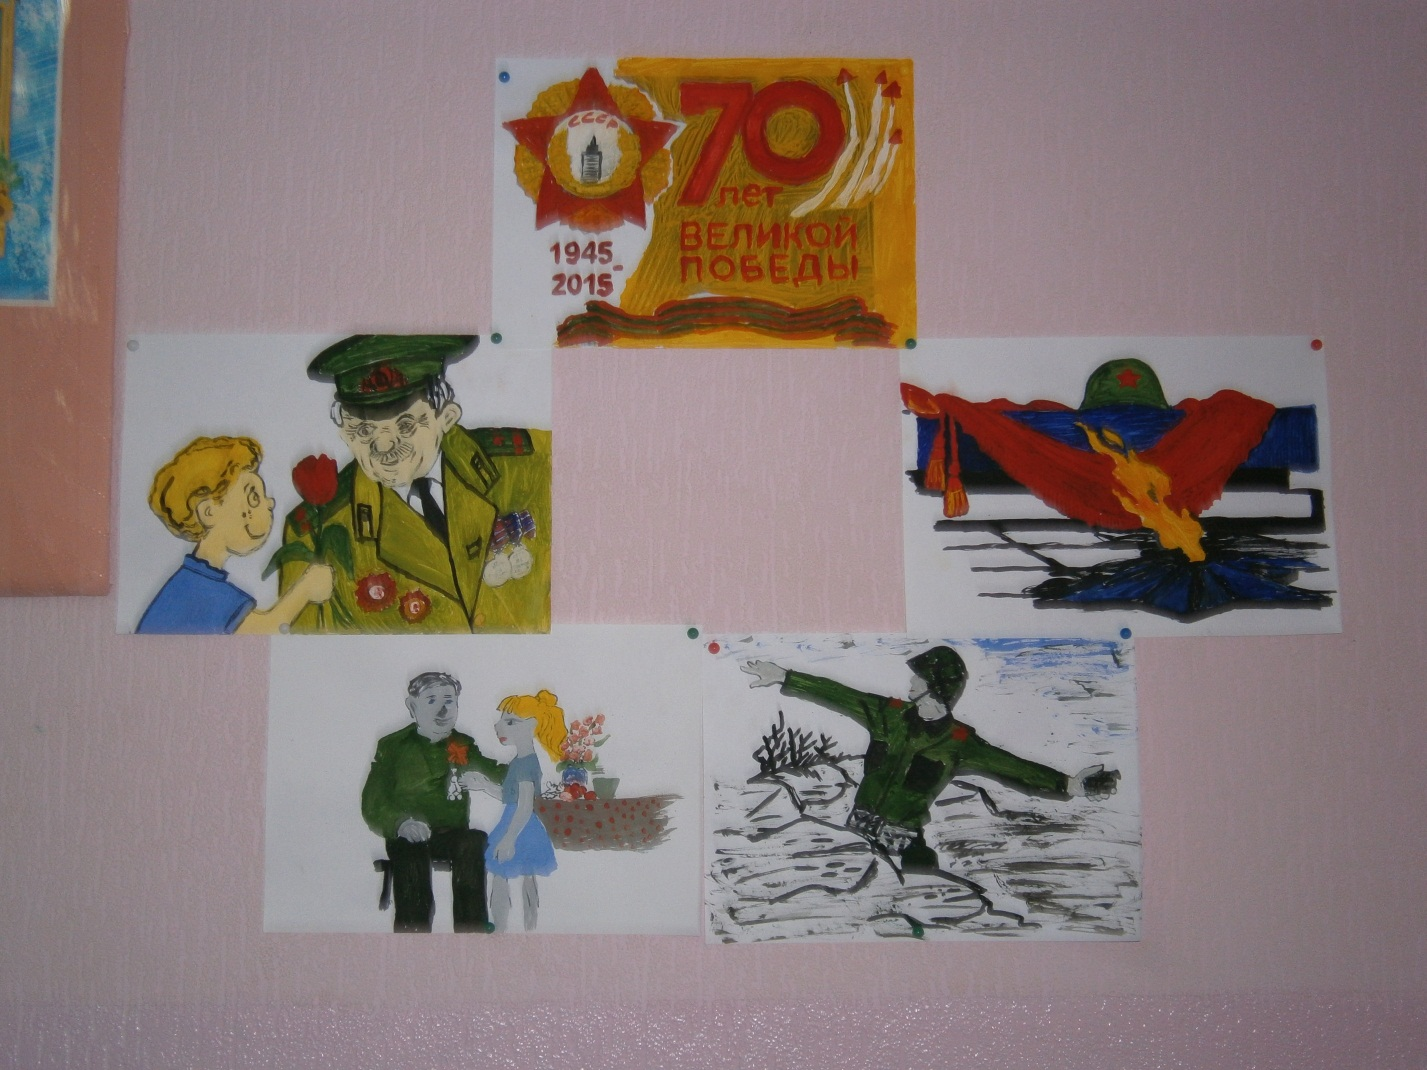 СССР
70
лет
ВЕЛИКОЙ
ПОБЕДЫ
1945-
2015